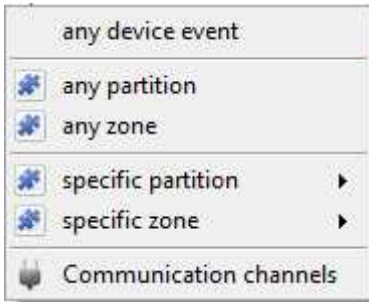 any device event
any partition
any zone
specific partition
specific zone
Communication channels